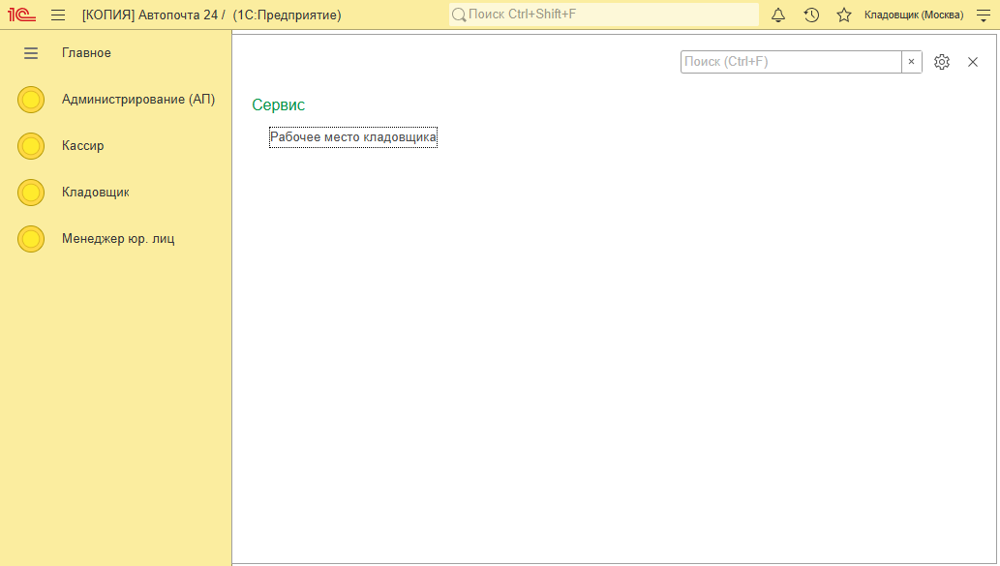 1С [КОПИЯ] Автопочта 24 / (1С:Предприятие) Поиск Ctrl+Shift+F Кладовщик (Москва)
Главное
Администрирование (АП)
Кассир
Кладовщик
Менеджер юр. лиц
Поиск (Ctrl+F) ×
Сервис
Рабочее место кладовщика